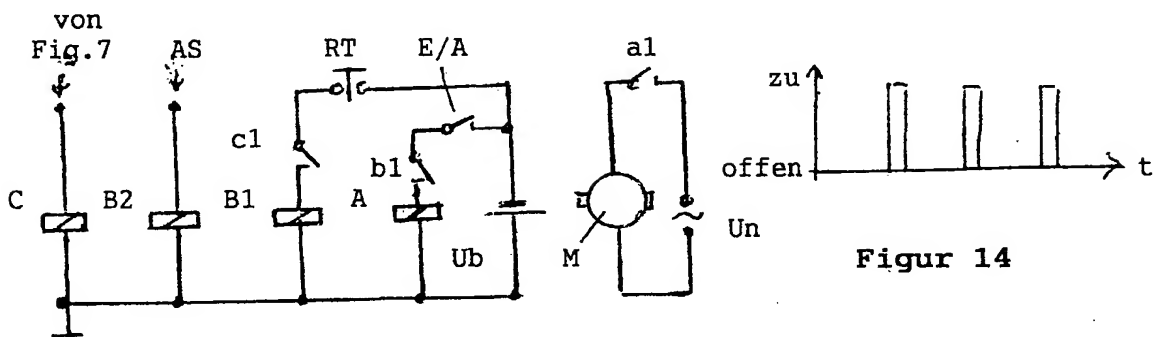 von
Fig.7
AS
RT
E/A
a1
zu
c1
b1
offen
t
C
B2
B1
A
Ub
M
Un
Figur 14